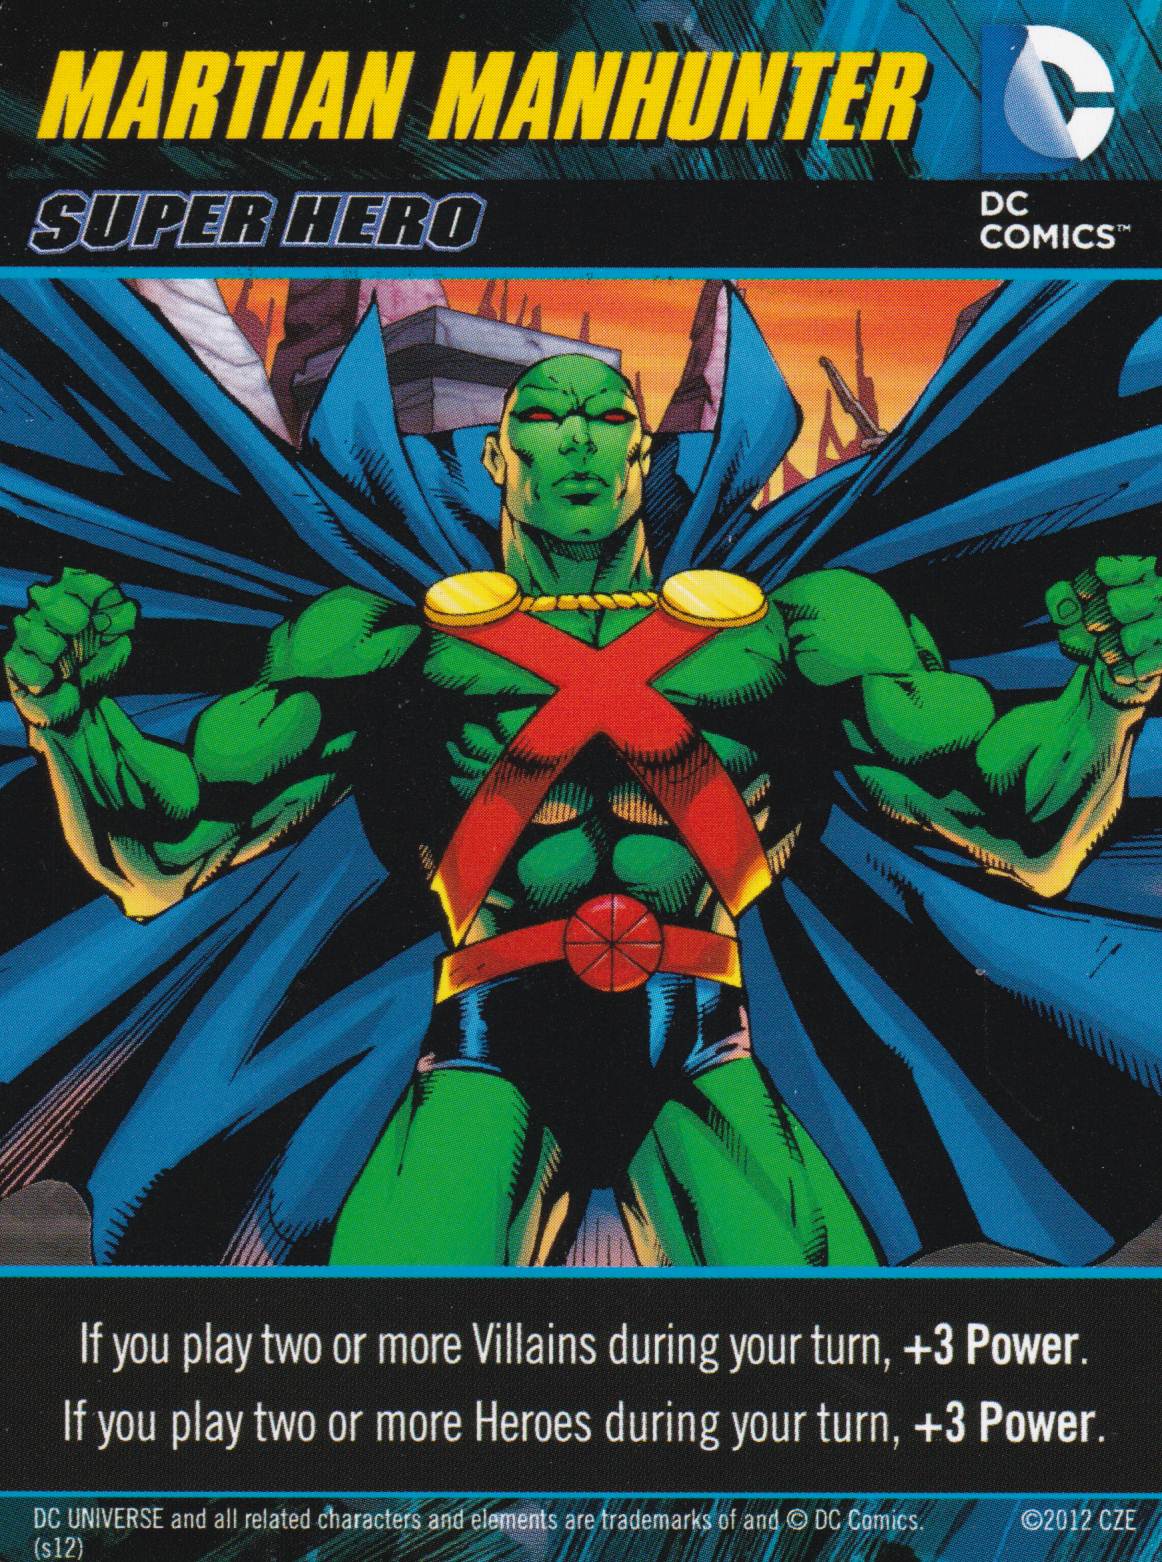 MARTIAN MANHUNTER
SUPER HERO
DC
COMICS™
If you play two or more Villains during your turn, +3 Power.
If you play two or more Heroes during your turn, +3 Power.
DC UNIVERSE and all related characters and elements are trademarks of and © DC Comics.
(s12)
©2012 CZE